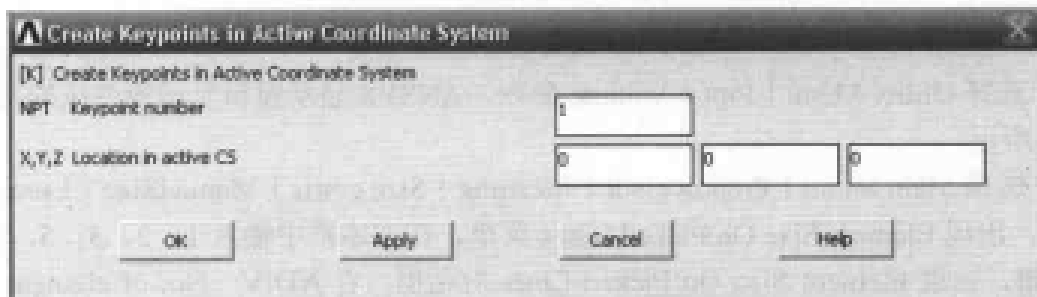 Create Keypoints in Active Coordinate System
[K] Create Keypoints in Active Coordinate System
NPT Keypoint number
1
X,Y,Z Location in active CS
0 0 0
OK Apply Cancel Help